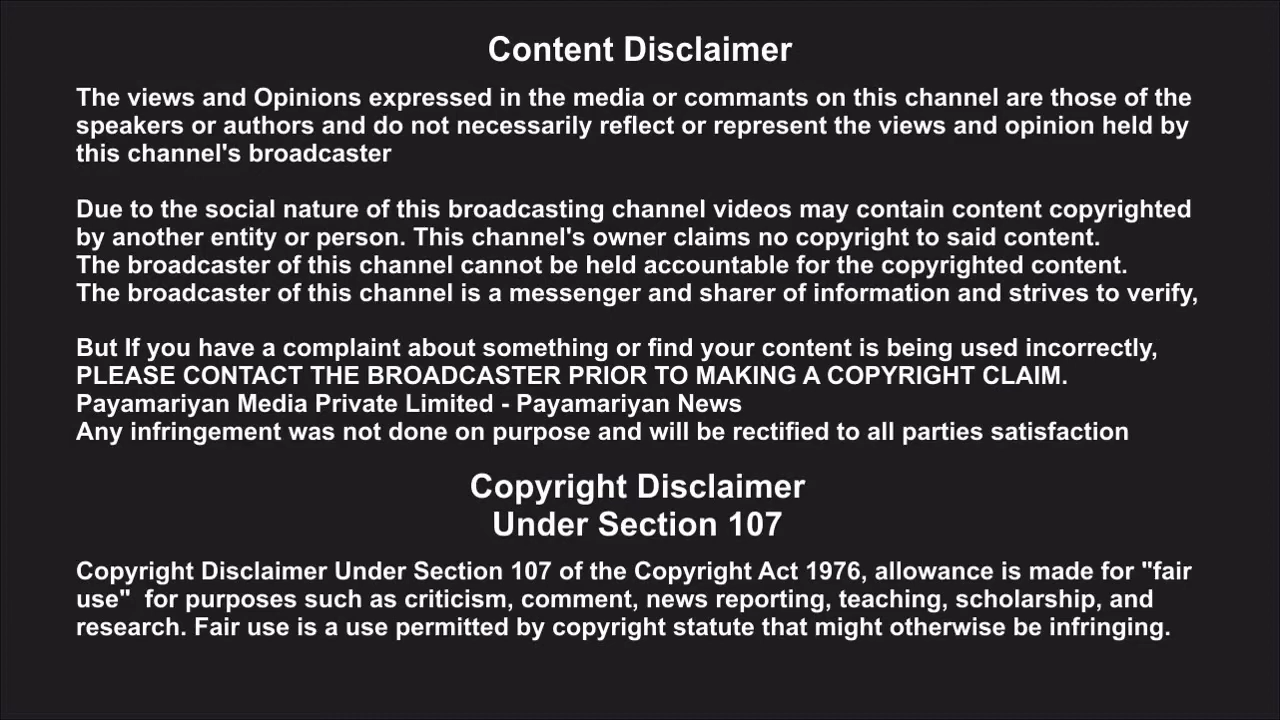 Content Disclaimer
The views and Opinions expressed in the media or commants on this channel are those of the
speakers or authors and do not necessarily reflect or represent the views and opinion held by
this channel's broadcaster
Due to the social nature of this broadcasting channel videos may contain content copyrighted
by another entity or person. This channel's owner claims no copyright to said content.
The broadcaster of this channel cannot be held accountable for the copyrighted content.
The broadcaster of this channel is a messenger and sharer of information and strives to verify,
But If you have a complaint about something or find your content is being used incorrectly,
PLEASE CONTACT THE BROADCASTER PRIOR TO MAKING A COPYRIGHT CLAIM.
Payamariyan Media Private Limited - Payamariyan News
Any infringement was not done on purpose and will be rectified to all parties satisfaction
Copyright Disclaimer
Under Section 107
Copyright Disclaimer Under Section 107 of the Copyright Act 1976, allowance is made for "fair
use"  for purposes such as criticism, comment, news reporting, teaching, scholarship, and
research. Fair use is a use permitted by copyright statute that might otherwise be infringing.